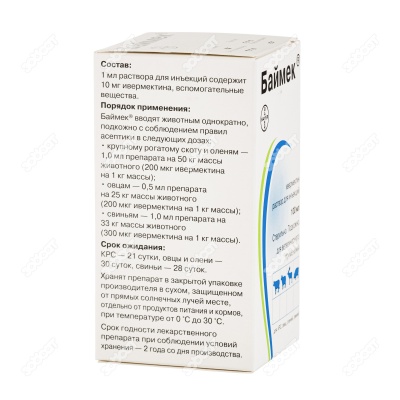 Состав:
1 мл раствора для инъекций содержит
10 мг ивермектина, вспомогательные
вещества.
Порядок применения:
Баймек® вводят животным однократно,
подкожно с соблюдением правил
асептики в следующих дозах:
• крупному рогатому скоту и оленям —
1,0 мл препарата на 50 кг массы
животного (200 мкг ивермектина
на 1 кг массы);
• овцам — 0,5 мл препарата
на 25 кг массы животного
(200 мкг ивермектина на 1 кг массы);
• свиньям — 1,0 мл препарата на
33 кг массы животного
(300 мкг ивермектина на 1 кг массы).
Срок ожидания:
КРС — 21 сутки, овцы и олени —
30 суток, свиньи — 28 суток.
Хранят препарат в закрытой упаковке
производителя в сухом, защищенном
от прямых солнечных лучей месте,
отдельно от продуктов питания и кормов,
при температуре от 0 °С до 30 °С.
Срок годности лекарственного
препарата при соблюдении условий
хранения — 2 года со дня производства.
Баймек®